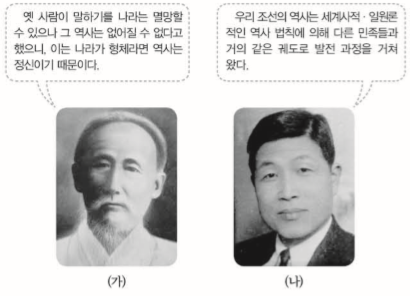 옛 사람이 말하기를 나라는 멸망할
수 있으나 그 역사는 없어질 수 없다고
했으니, 이는 나라가 형체라면 역사는
정신이기 때문이다.
우리 조선의 역사는 세계사적·일원론
적인 역사 법칙에 의해 다른 민족들과
거의 같은 궤도로 발전 과정을 거쳐
왔다.
(가)
(나)